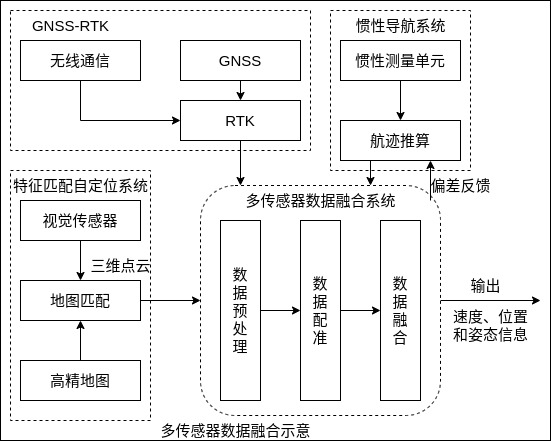 GNSS-RTK
无线通信
GNSS
RTK
惯性导航系统
惯性测量单元
航迹推算
偏差反馈
特征匹配自定位系统
视觉传感器
三维点云
地图匹配
高精地图
多传感器数据融合系统
数据预处理
数据配准
数据融合
输出
速度、位置
和姿态信息
多传感器数据融合示意